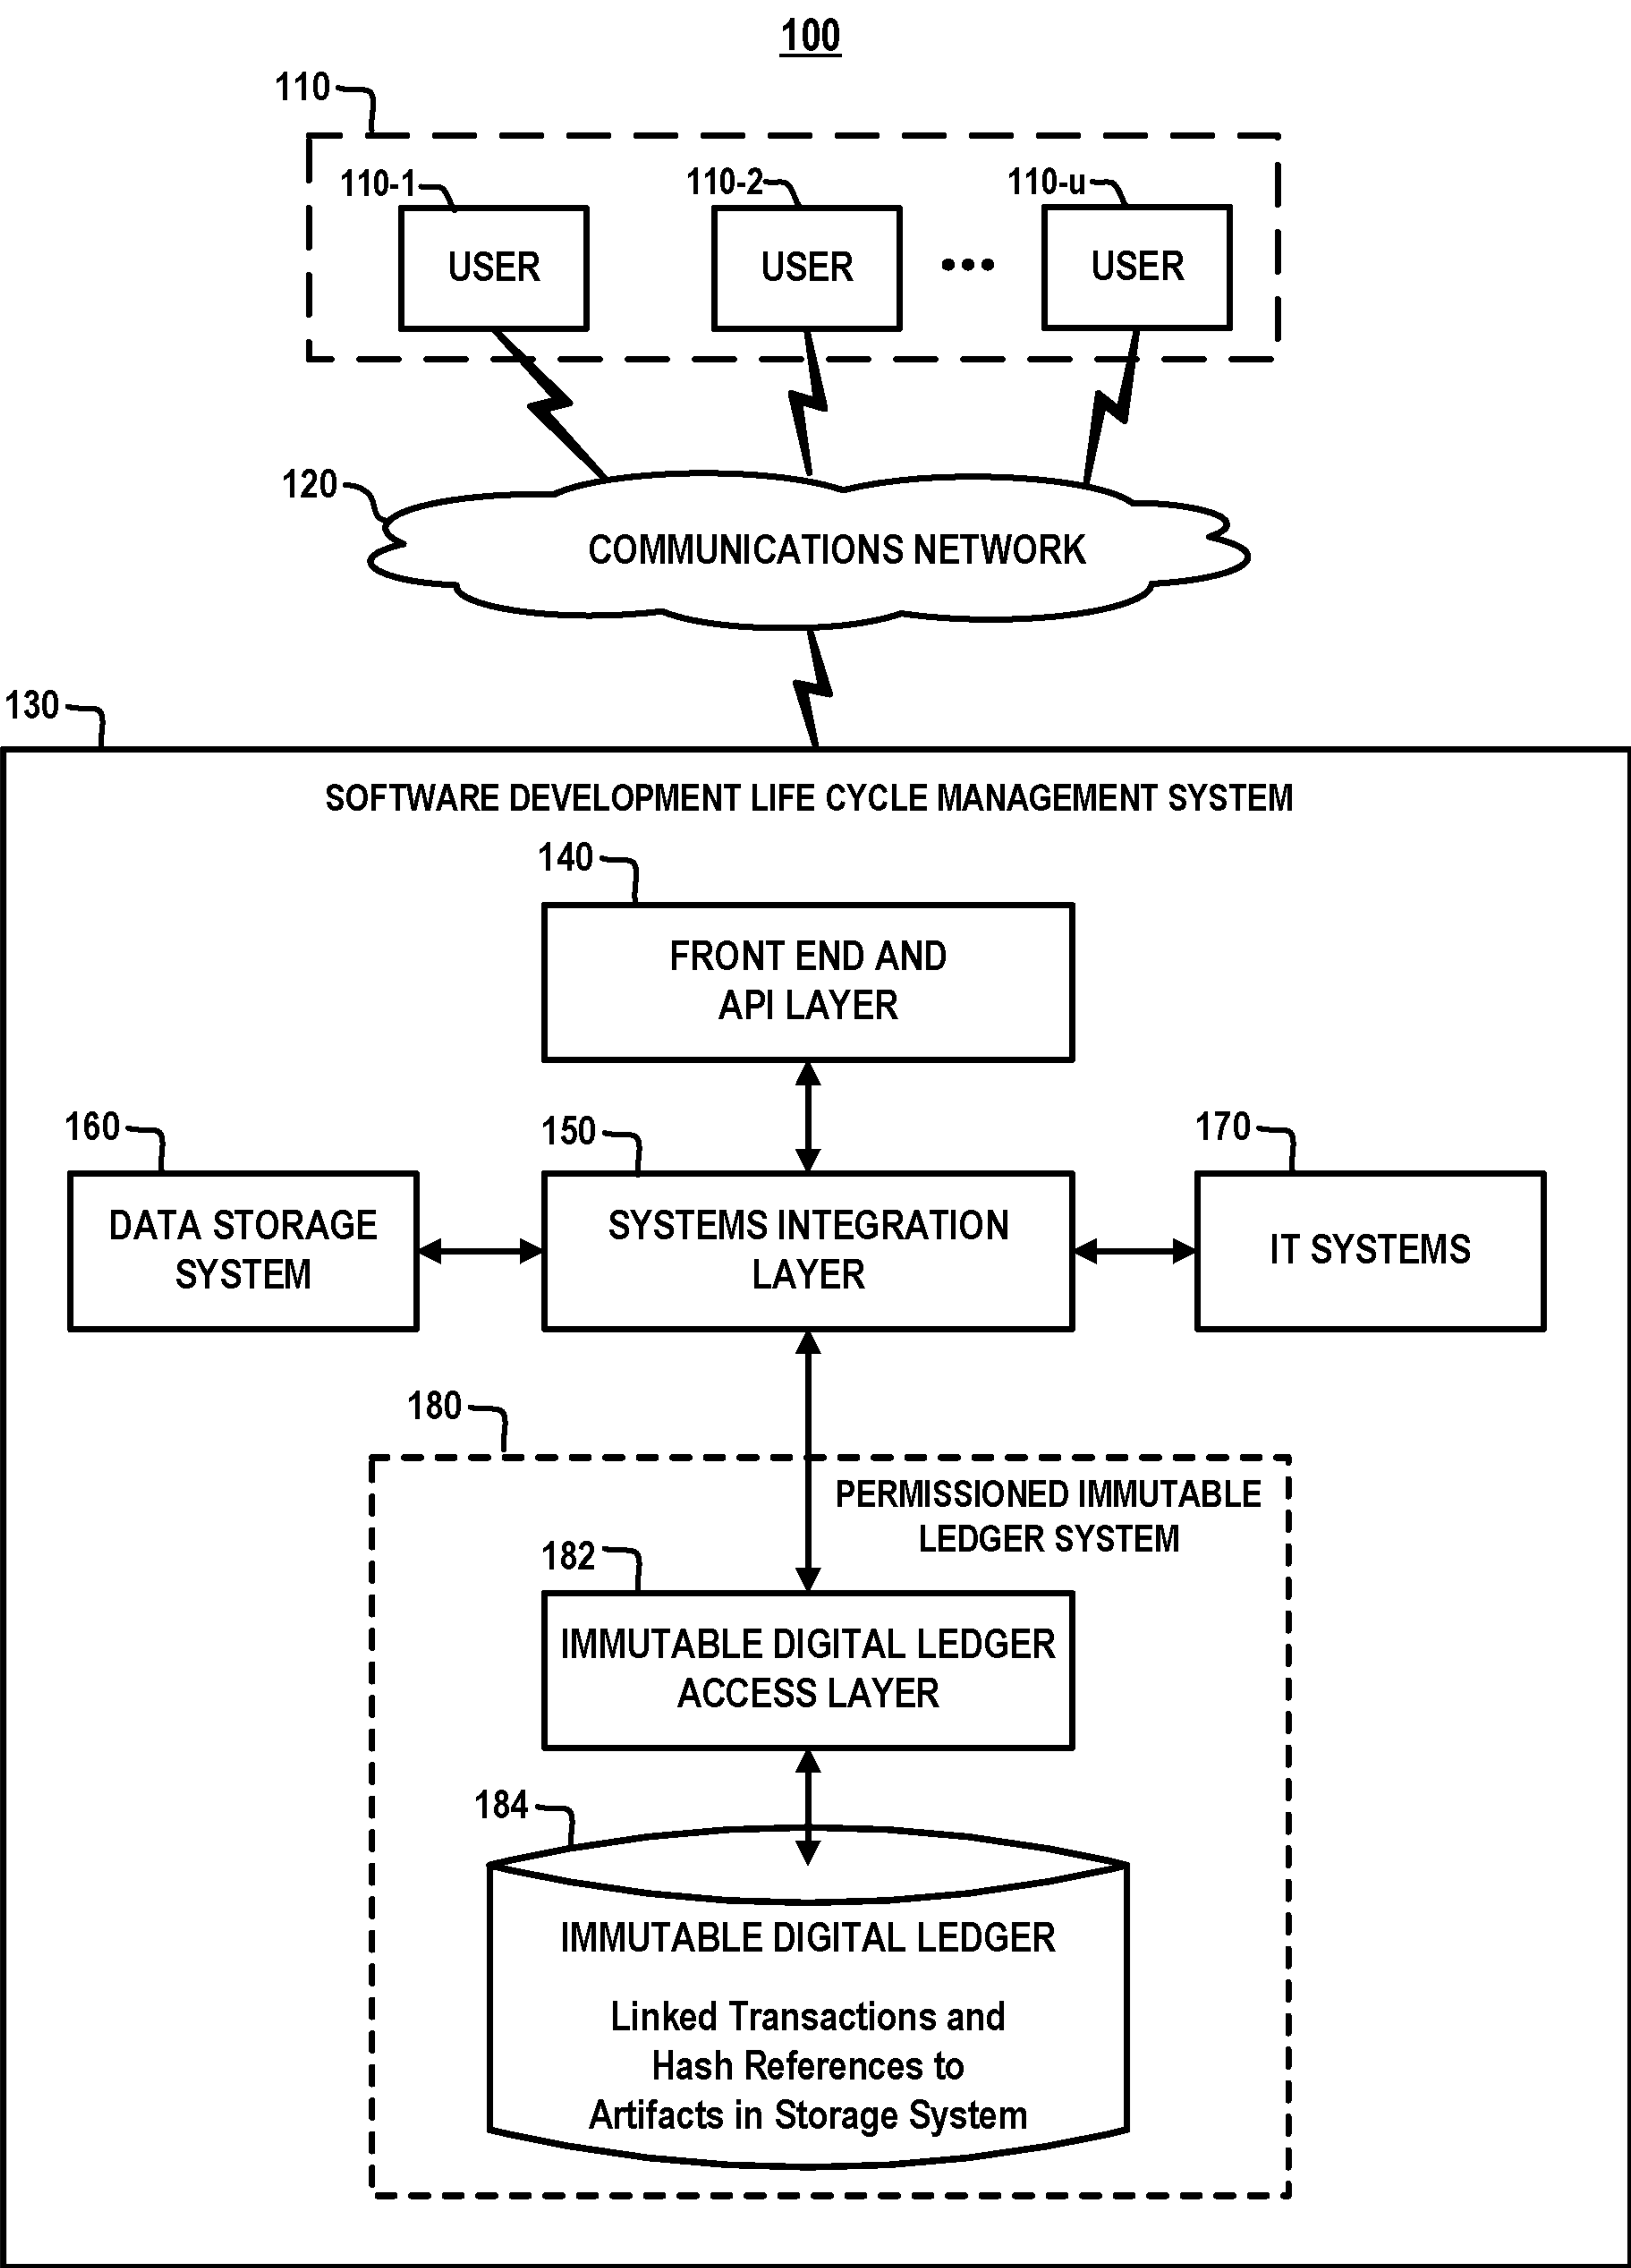 100
110
110-1
110-2
110-u
USER
USER
•••
USER
120
COMMUNICATIONS NETWORK
130
SOFTWARE DEVELOPMENT LIFE CYCLE MANAGEMENT SYSTEM
140
FRONT END AND
API LAYER
160
150
170
DATA STORAGE
SYSTEM
SYSTEMS INTEGRATION
LAYER
IT SYSTEMS
180
PERMISSIONED IMMUTABLE
LEDGER SYSTEM
182
IMMUTABLE DIGITAL LEDGER
ACCESS LAYER
184
IMMUTABLE DIGITAL LEDGER
Linked Transactions and
Hash References to
Artifacts in Storage System